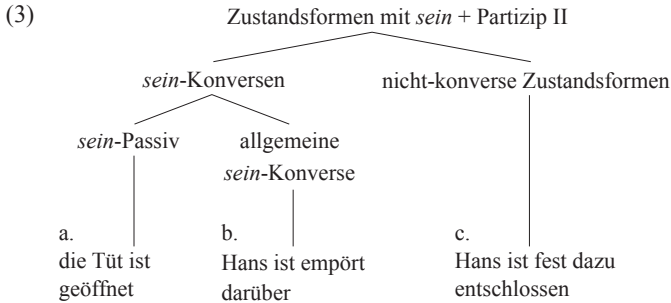 (3) Zustandsformen mit sein + Partizip II
sein-Konversen nicht-konverse Zustandsformen
sein-Passiv allgemeine
sein-Konverse
a. b. c.
die Tüt ist Hans ist empört Hans ist fest dazu
geöffnet darüber entschlossen